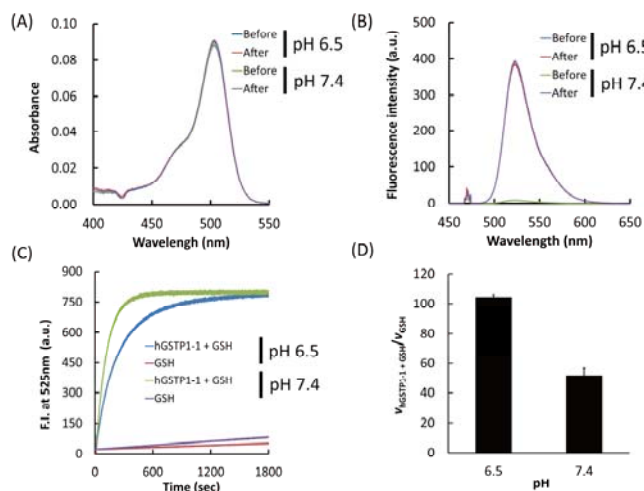 (A)
0.10
0.08
0.06
0.04
0.02
0.00
400
450
500
550
Absorbance
Wavelength (nm)
Before
After
Before
After
pH 6.5
pH 7.4
(B)
500
400
300
200
100
0
450
500
550
600
650
Fluorescence intensity (a.u.)
Wavelength (nm)
Before
After
Before
After
pH 6.5
pH 7.4
(C)
900
750
600
450
300
150
0
0
600
1200
1800
F.I. at 525nm (a.u.)
Time (sec)
hGSTP1-1 + GSH
GSH
hGSTP1-1 + GSH
GSH
pH 6.5
pH 7.4
(D)
120
100
80
60
40
20
0
6.5
7.4
vhGSTP1-1 + GSH/vGSH
pH